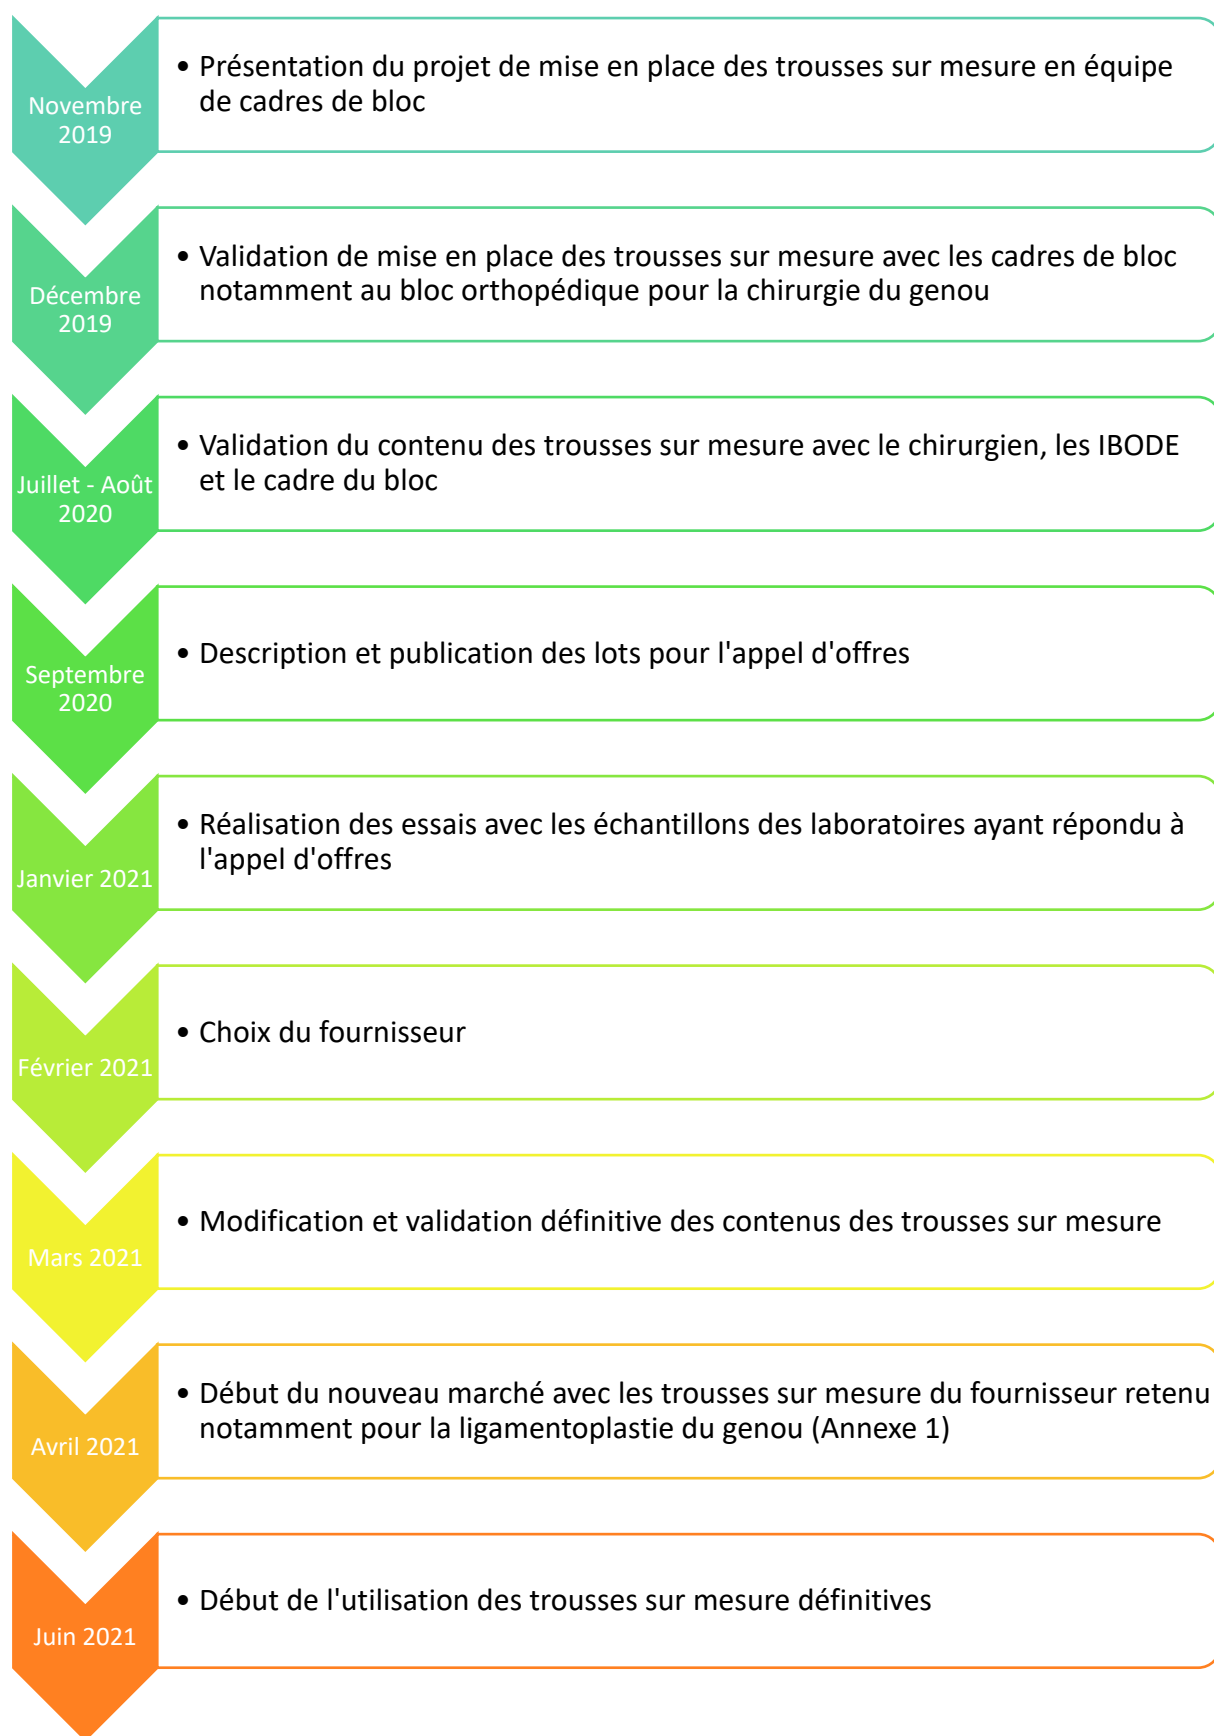 Novembre
2019
• Présentation du projet de mise en place des trousses sur mesure en équipe
de cadres de bloc
Décembre
2019
• Validation de mise en place des trousses sur mesure avec les cadres de bloc
notamment au bloc orthopédique pour la chirurgie du genou
Juillet - Août
2020
• Validation du contenu des trousses sur mesure avec le chirurgien, les IBODE
et le cadre du bloc
Septembre
2020
• Description et publication des lots pour l'appel d'offres
Janvier 2021
• Réalisation des essais avec les échantillons des laboratoires ayant répondu à
l'appel d'offres
Février 2021
• Choix du fournisseur
Mars 2021
• Modification et validation définitive des contenus des trousses sur mesure
Avril 2021
• Début du nouveau marché avec les trousses sur mesure du fournisseur retenu
notamment pour la ligamentoplastie du genou (Annexe 1)
Juin 2021
• Début de l'utilisation des trousses sur mesure définitives